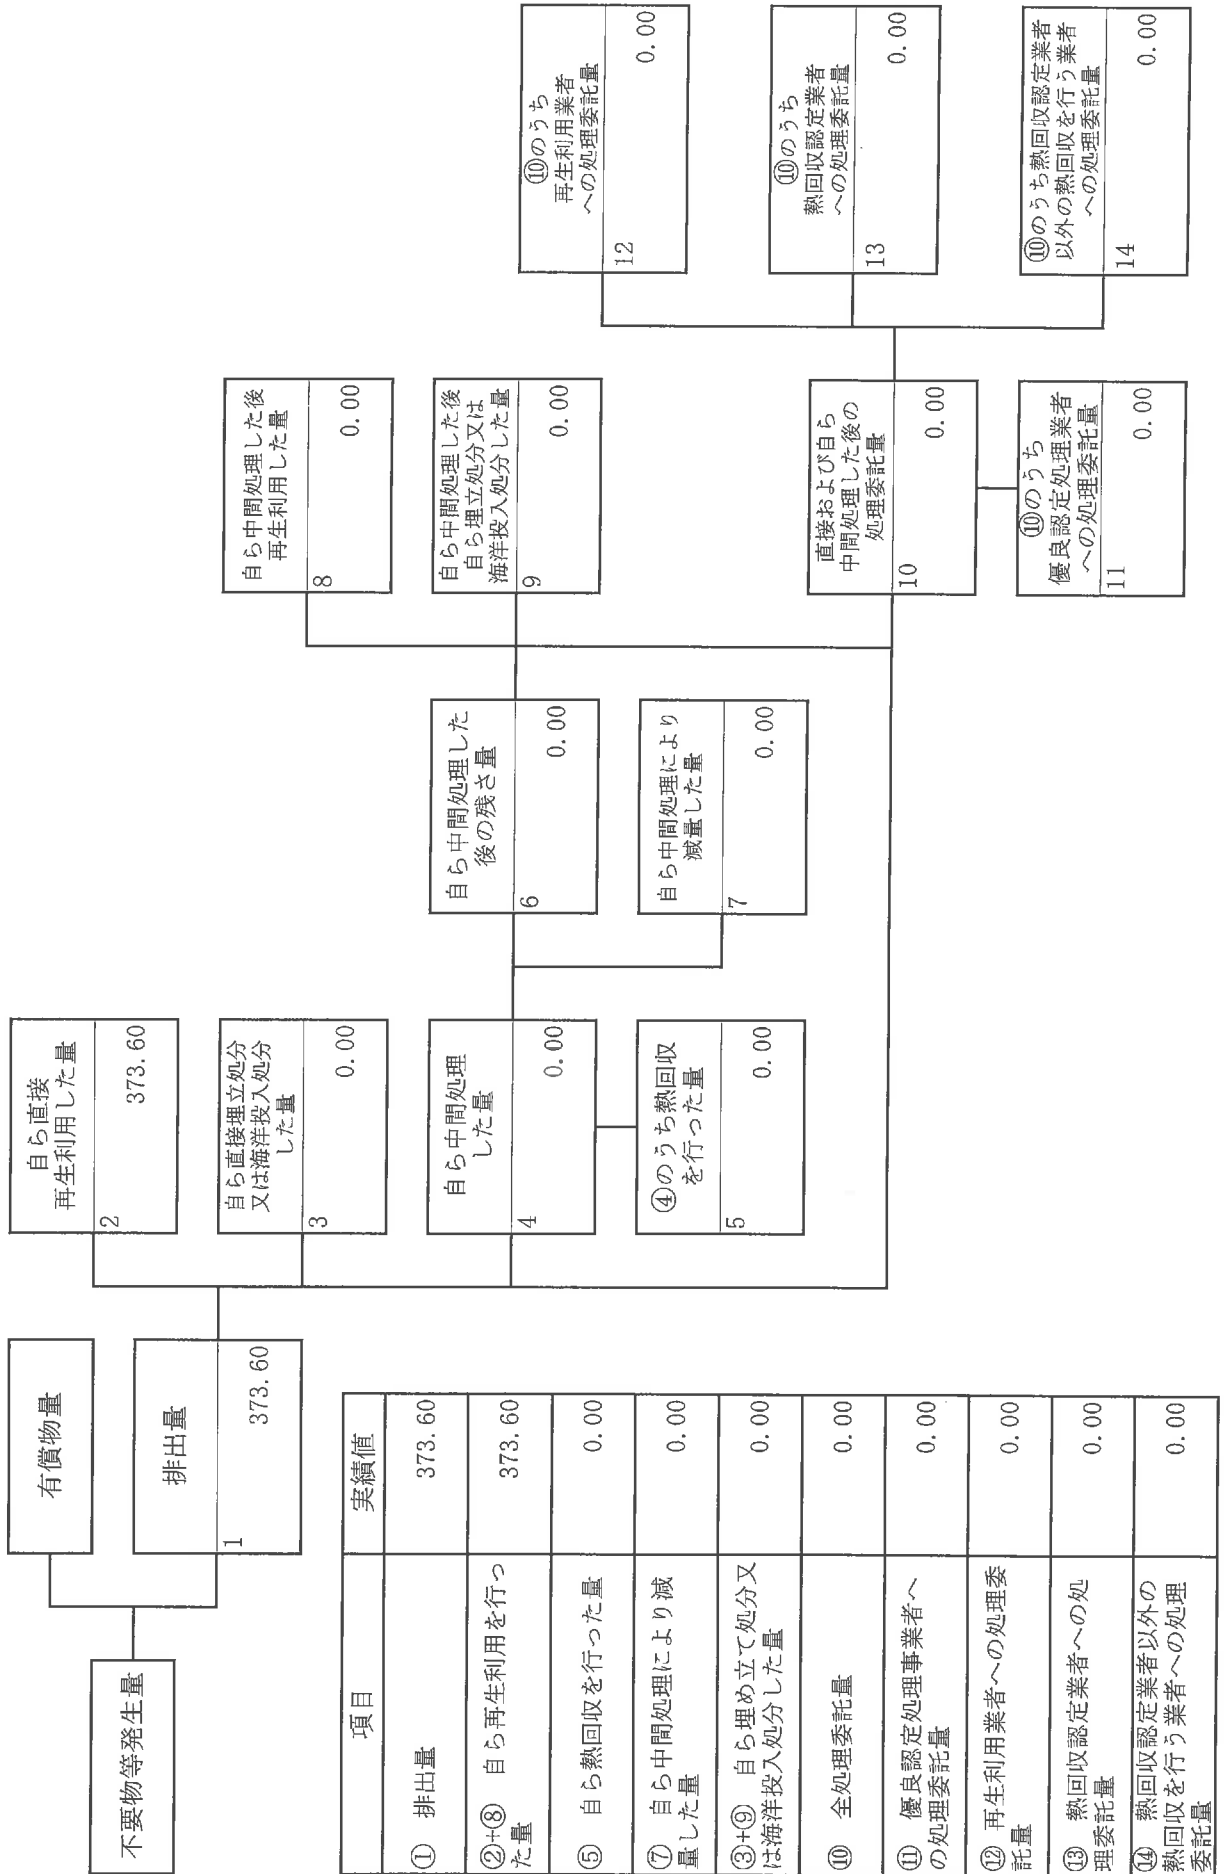 不要物等発生量
有償物量
排出量
1
373.60
自ら直接
再生利用した量
2
373.60
自ら直接埋立処分
又は海洋投入処分
した量
3
0.00
自ら中間処理
した量
4
0.00
④のうち熱回収
を行った量
5
0.00
自ら中間処理した
後の残さ量
6
0.00
自ら中間処理により
減量した量
7
0.00
自ら中間処理した後
再生利用した量
8
0.00
自ら中間処理した後
自ら埋立処分又は
海洋投入処分した量
9
0.00
直接および自ら
中間処理した後の
処理委託量
10
0.00
⑩のうち
優良認定処理業者
への処理委託量
11
0.00
⑩のうち
再生利用業者
への処理委託量
12
0.00
⑩のうち
熱回収認定業者
への処理委託量
13
0.00
⑩のうち熱回収認定業者
以外の熱回収を行う業者
への処理委託量
14
0.00
項目 実績値
① 排出量 373.60
②+⑧ 自ら再生利用を行っ
た量 373.60
⑤ 自ら熱回収を行った量 0.00
⑦ 自ら中間処理により減
量した量 0.00
③+⑨ 自ら埋め立て処分又
は海洋投入処分した量 0.00
⑩ 全処理委託量 0.00
⑪ 優良認定処理事業者へ
の処理委託量 0.00
⑫ 再生利用業者への処理委
託量 0.00
⑬ 熱回収認定業者への処
理委託量 0.00
⑭ 熱回収認定業者以外の
熱回収を行う業者への処理
委託量 0.00